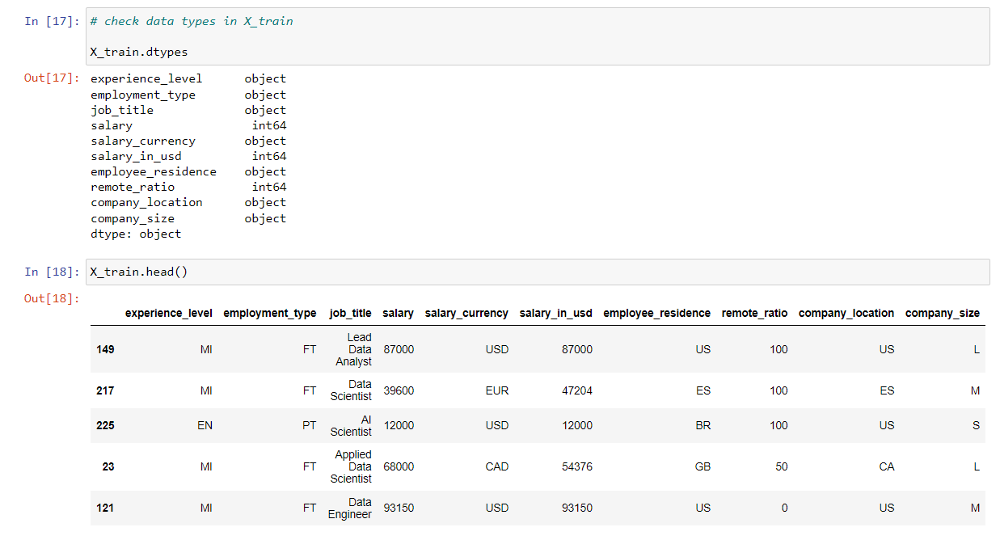 In [17]: # check data types in X_train
X_train.dtypes
Out[17]: experience_level object
employment_type object
job_title object
salary int64
salary_currency object
salary_in_usd int64
employee_residence object
remote_ratio int64
company_location object
company_size object
dtype: object
In [18]: X_train.head()
Out[18]:
experience_level employment_type job_title salary salary_currency salary_in_usd employee_residence remote_ratio company_location company_size
149 MI FT Lead Data Analyst 87000 USD 87000 US 100 US L
217 MI FT Data Scientist 39600 EUR 47204 ES 100 ES M
225 EN PT AI Scientist 12000 USD 12000 BR 100 US S
23 MI FT Applied Data Scientist 68000 CAD 54376 GB 50 CA L
121 MI FT Data Engineer 93150 USD 93150 US 0 US M